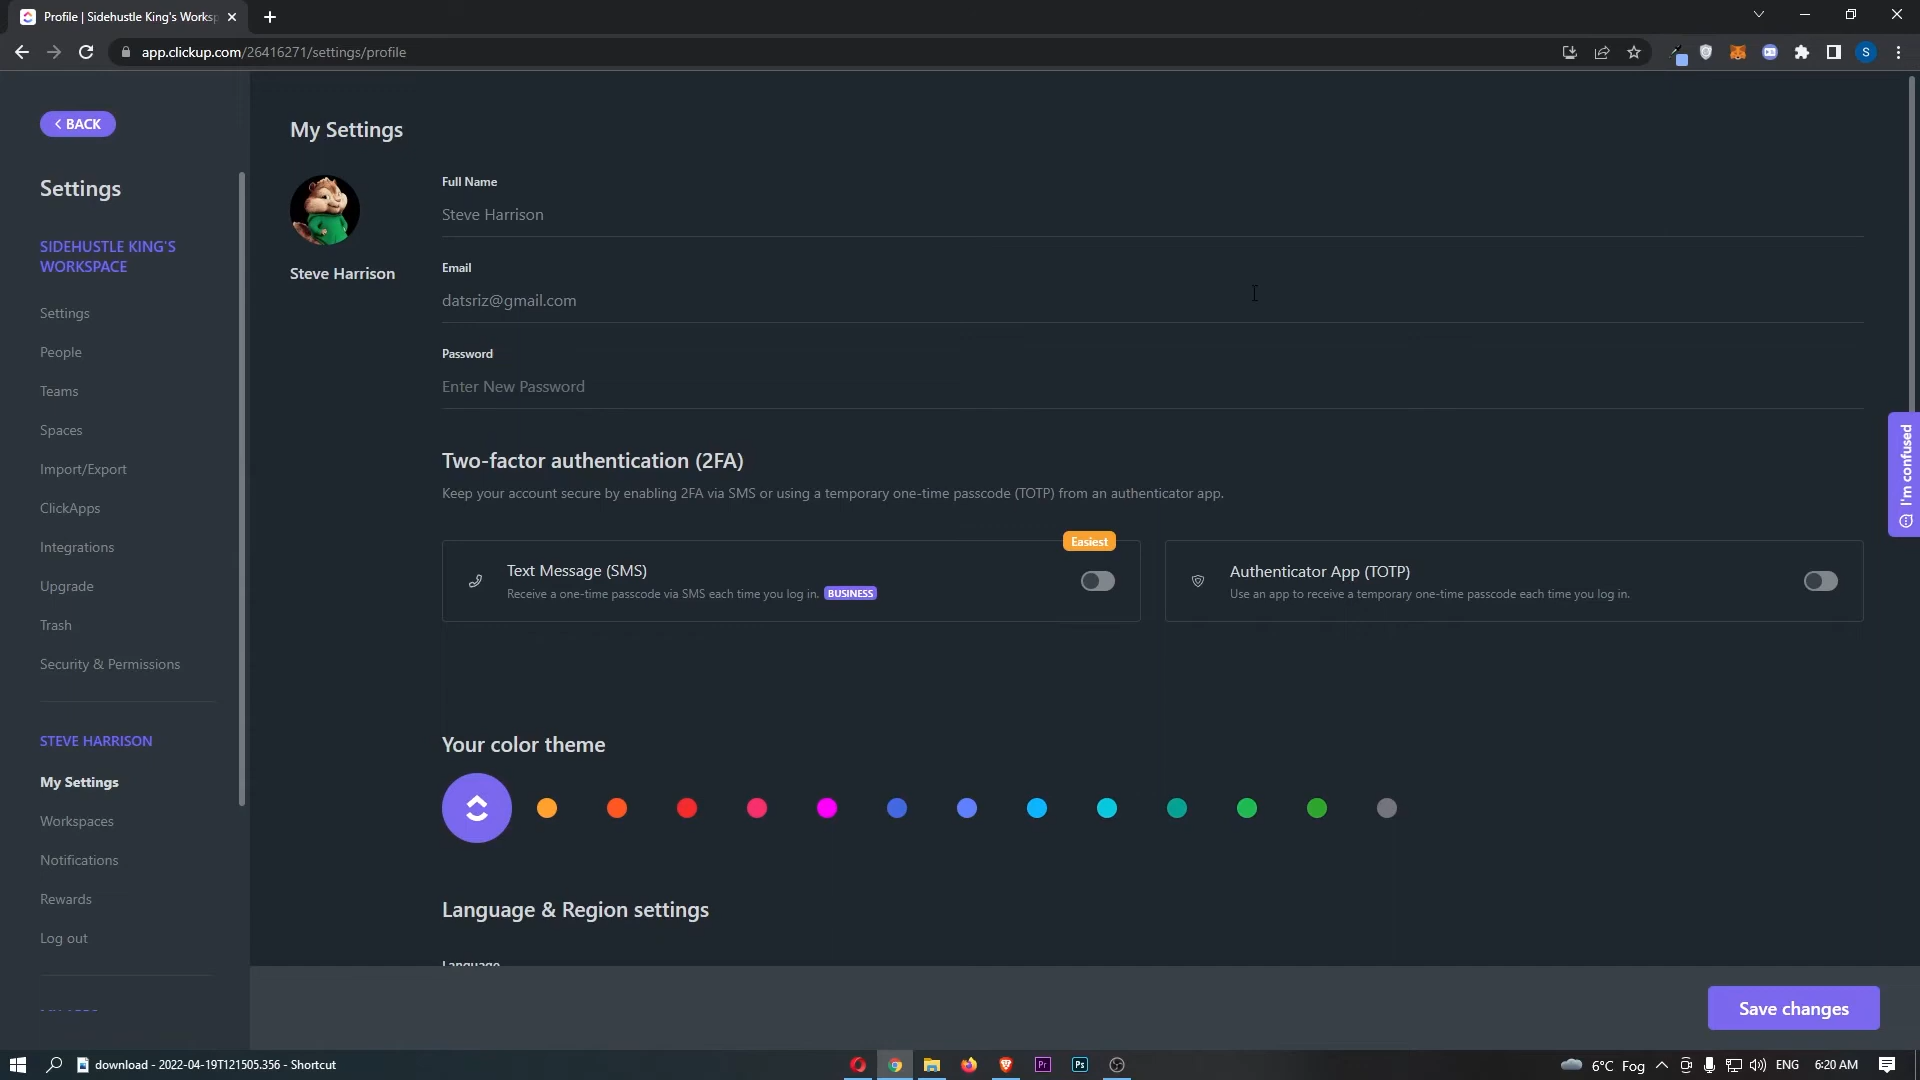 Profile | Sidehustle King's Worksp
app.clickup.com/26416271/settings/profile
S
BACK
Settings
SIDEHUSTLE KING'S
WORKSPACE
Settings
People
Teams
Spaces
Import/Export
ClickApps
Integrations
Upgrade
Trash
Security & Permissions
STEVE HARRISON
My Settings
Workspaces
Notifications
Rewards
Log out
My Settings
Steve Harrison
Full Name
Steve Harrison
Email
datsriz@gmail.com
Password
Enter New Password
Two-factor authentication (2FA)
Keep your account secure by enabling 2FA via SMS or using a temporary one-time passcode (TOTP) from an authenticator app.
Easiest
Text Message (SMS)
Receive a one-time passcode via SMS each time you log in. BUSINESS
Authenticator App (TOTP)
Use an app to receive a temporary one-time passcode each time you log in.
Your color theme
Language & Region settings
Language
I'm confused
Save changes
download - 2022-04-19T121505.356 - Shortcut
Pr
Ps
6°C Fog
ENG
6:20 AM